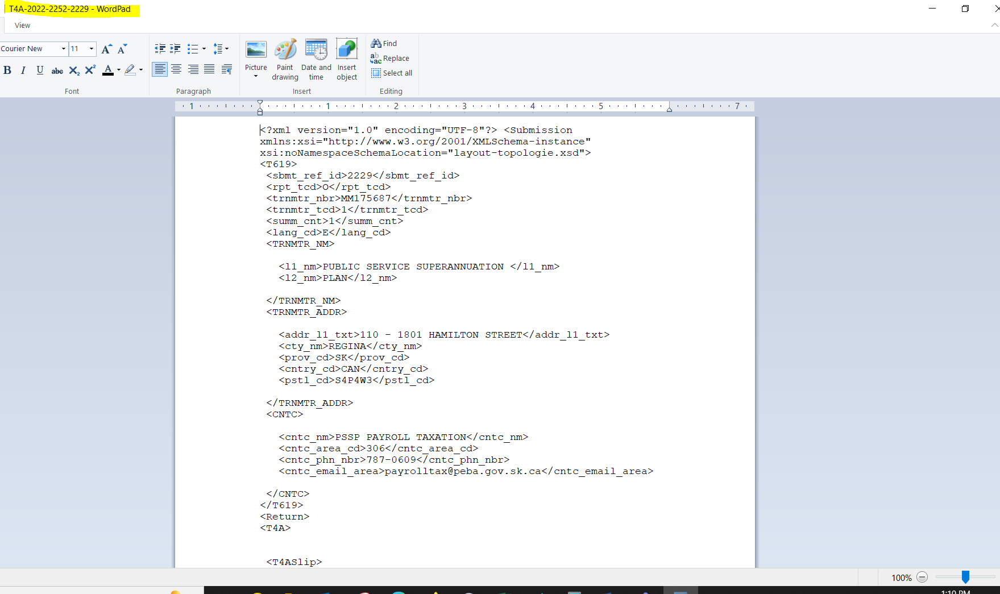 T4A-2022-2252-2229 - WordPad
View
Courier New 11 A A
Find
Replace
Select all
B I U abc X2 X2 A
Picture
Paint drawing
Date and time
Insert object
Font
Paragraph
Insert
Editing
1 1 2 3 4 5 7
<?xml version="1.0" encoding="UTF-8"?> <Submission
xmlns:xsi="http://www.w3.org/2001/XMLSchema-instance"
xsi:noNamespaceSchemaLocation="layout-topologie.xsd">
<T619>
<sbmt_ref_id>2229</sbmt_ref_id>
<rpt_tcd>O</rpt_tcd>
<trnmtr_nbr>MM175687</trnmtr_nbr>
<trnmtr_tcd>1</trnmtr_tcd>
<summ_cnt>1</summ_cnt>
<lang_cd>E</lang_cd>
<TRNMTR_NM>
<l1_nm>PUBLIC SERVICE SUPERANNUATION </l1_nm>
<l2_nm>PLAN</l2_nm>
</TRNMTR_NM>
<TRNMTR_ADDR>
<addr_l1_txt>110 - 1801 HAMILTON STREET</addr_l1_txt>
<cty_nm>REGINA</cty_nm>
<prov_cd>SK</prov_cd>
<cntry_cd>CAN</cntry_cd>
<pstl_cd>S4P4W3</pstl_cd>
</TRNMTR_ADDR>
<CNTC>
<cntc_nm>PSSP PAYROLL TAXATION</cntc_nm>
<cntc_area_cd>306</cntc_area_cd>
<cntc_phn_nbr>787-0609</cntc_phn_nbr>
<cntc_email_area>payrolltax@peba.gov.sk.ca</cntc_email_area>
</CNTC>
</T619>
<Return>
<T4A>
<T4ASlip>
100%
1:10 PM